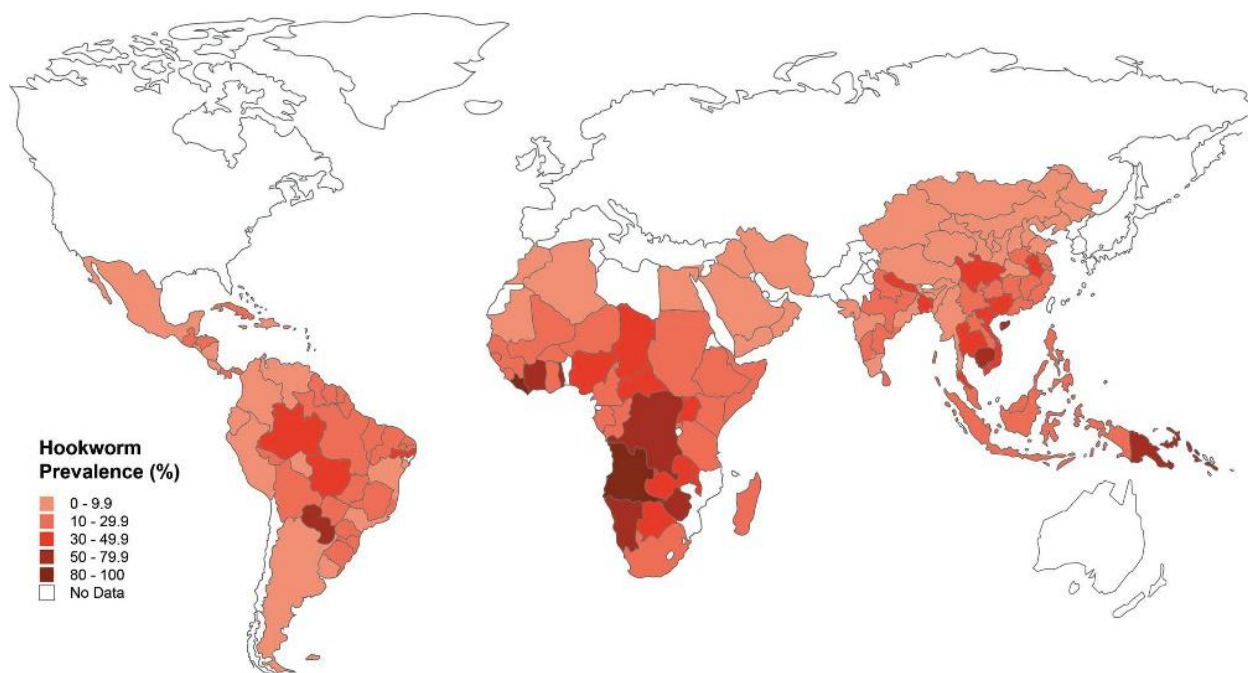 Hookworm
Prevalence (%)
0 - 9.9
10 - 29.9
30 - 49.9
50 - 79.9
80 - 100
No Data